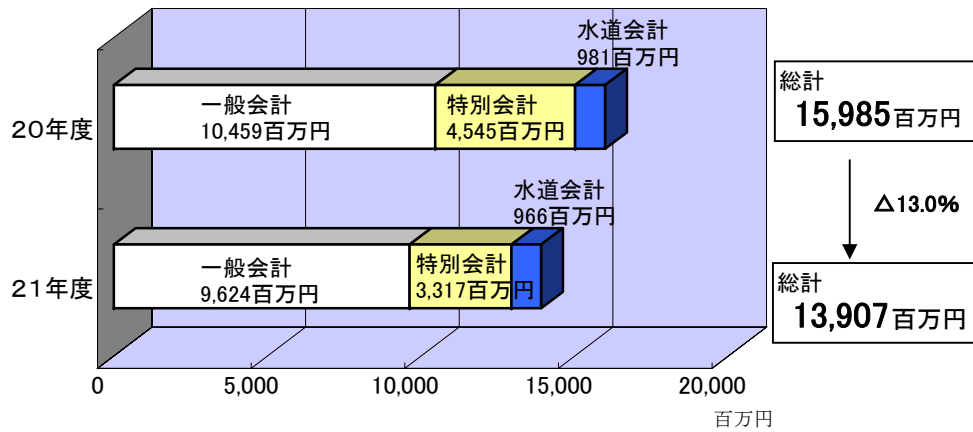 水道会計
981百万円
20年度
一般会計
10,459百万円
特別会計
4,545百万円
総計
15,985百万円
△13.0%
水道会計
966百万円
21年度
一般会計
9,624百万円
特別会計
3,317百万円
総計
13,907百万円
0 5,000 10,000 15,000 20,000
百万円